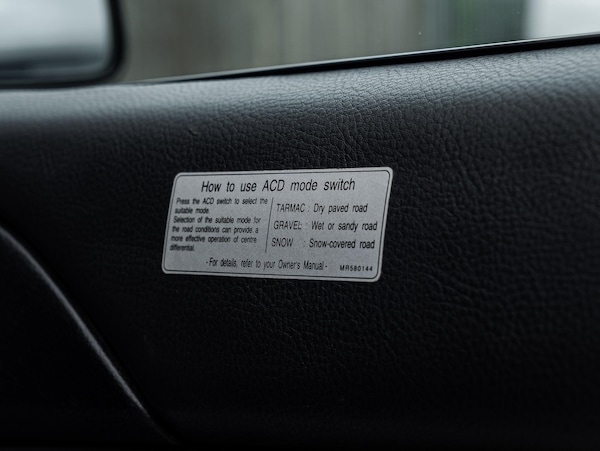 How to use ACD mode switch
Press the ACD switch to select the
suitable mode.
Selection of the suitable mode for
the road conditions can provide a
more effective operation of centre
differential.
TARMAC : Dry paved road
GRAVEL : Wet or sandy road
SNOW : Snow-covered road
- For details, refer to your Owner's Manual -
MR580144